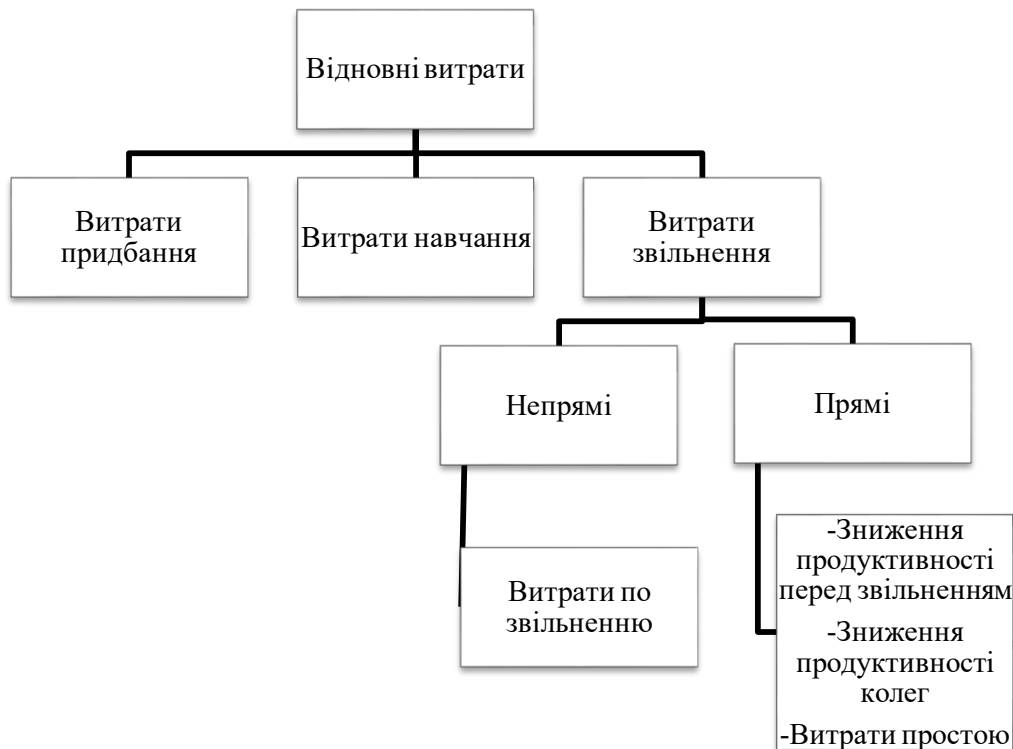 Відновні витрати
Витрати
придбання
Витрати навчання
Витрати
звільнення
Непрямі
Прямі
Витрати по
звільненню
-Зниження
продуктивності
перед звільненням
-Зниження
продуктивності
колег
-Витрати простою